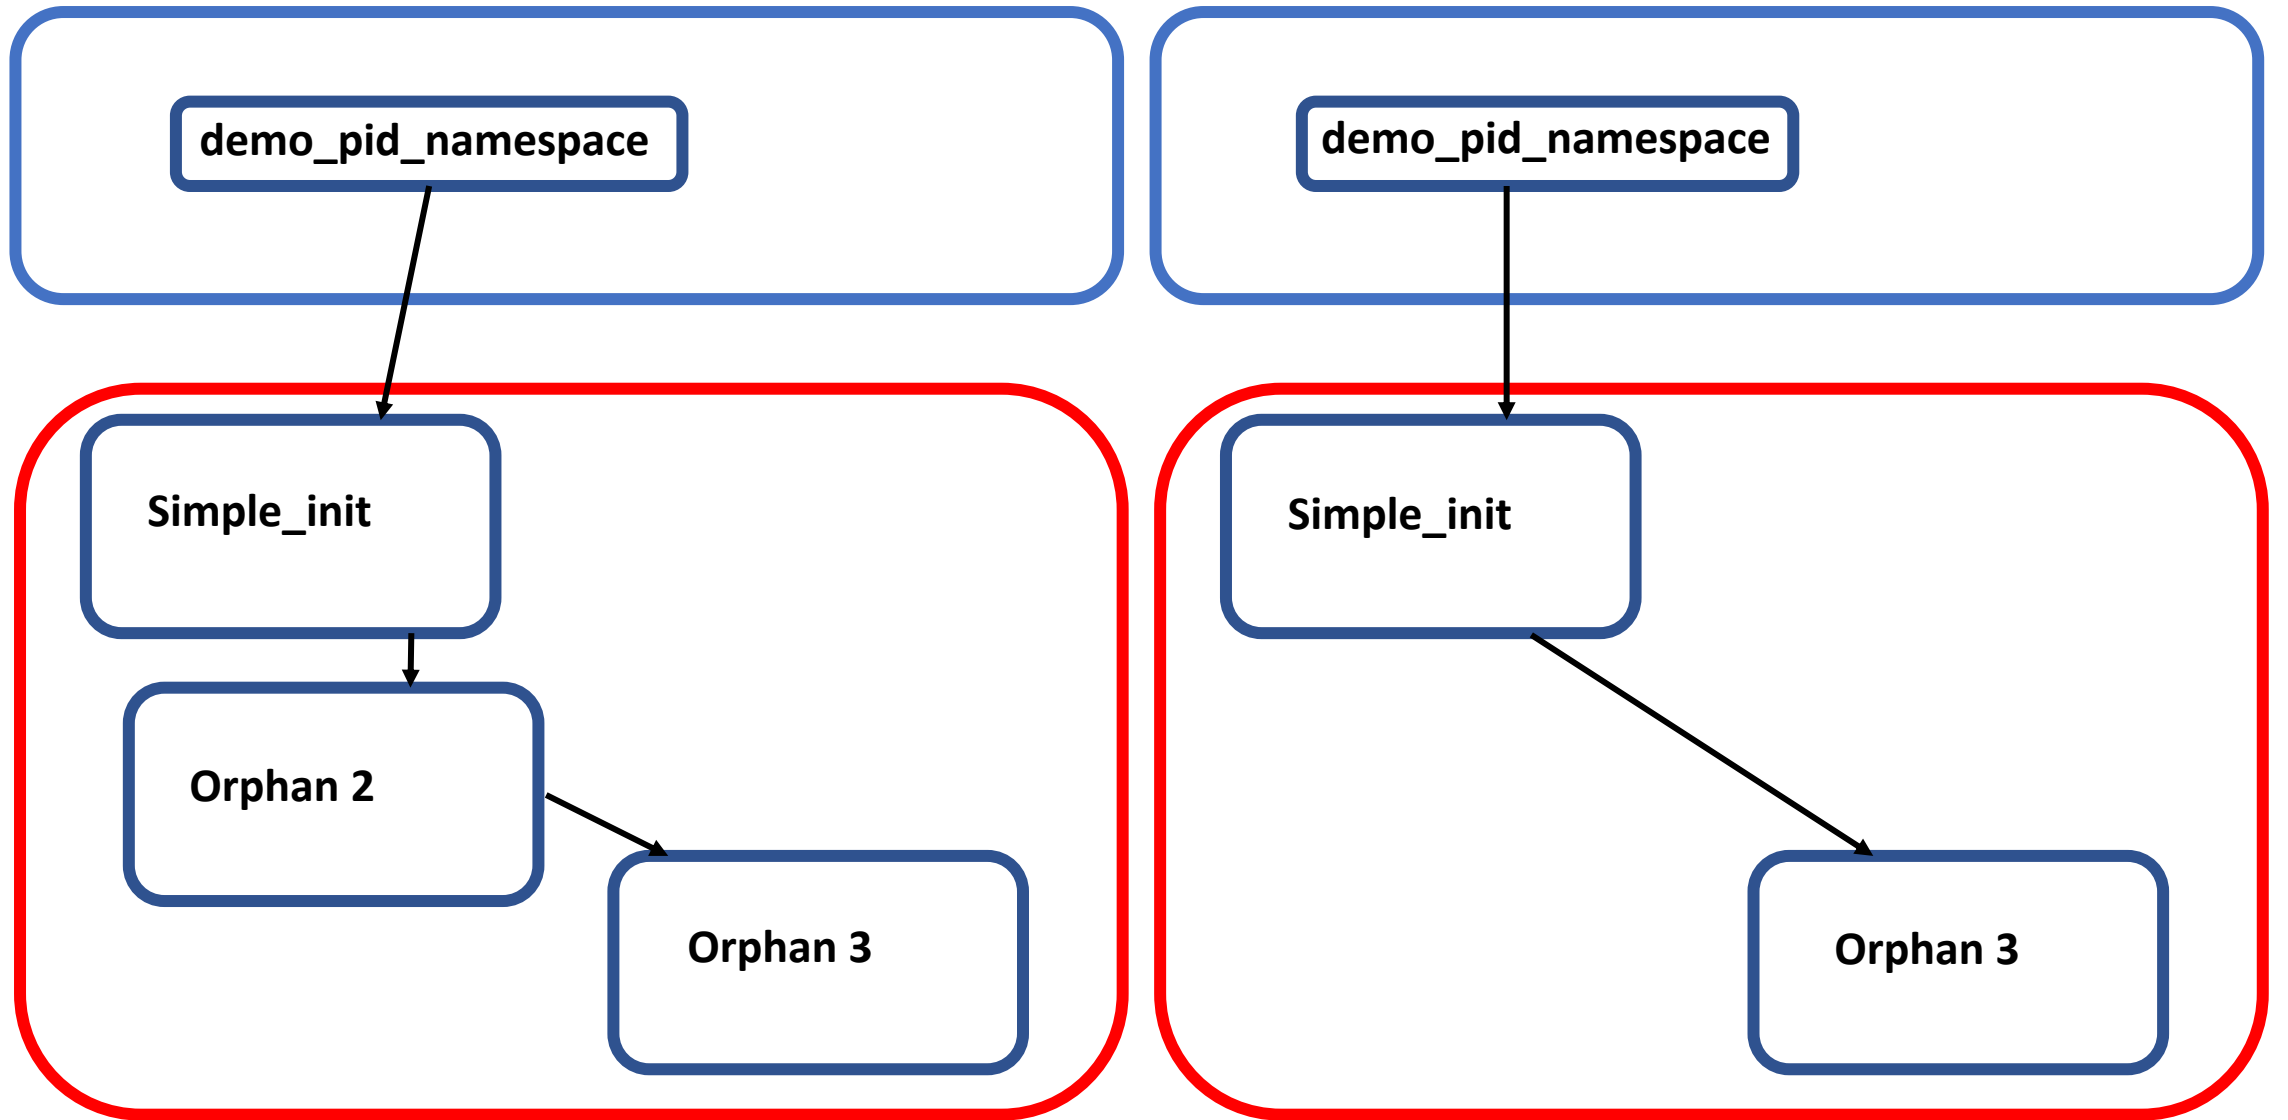 demo_pid_namespace
Simple_init
Orphan 2
Orphan 3
demo_pid_namespace
Simple_init
Orphan 3